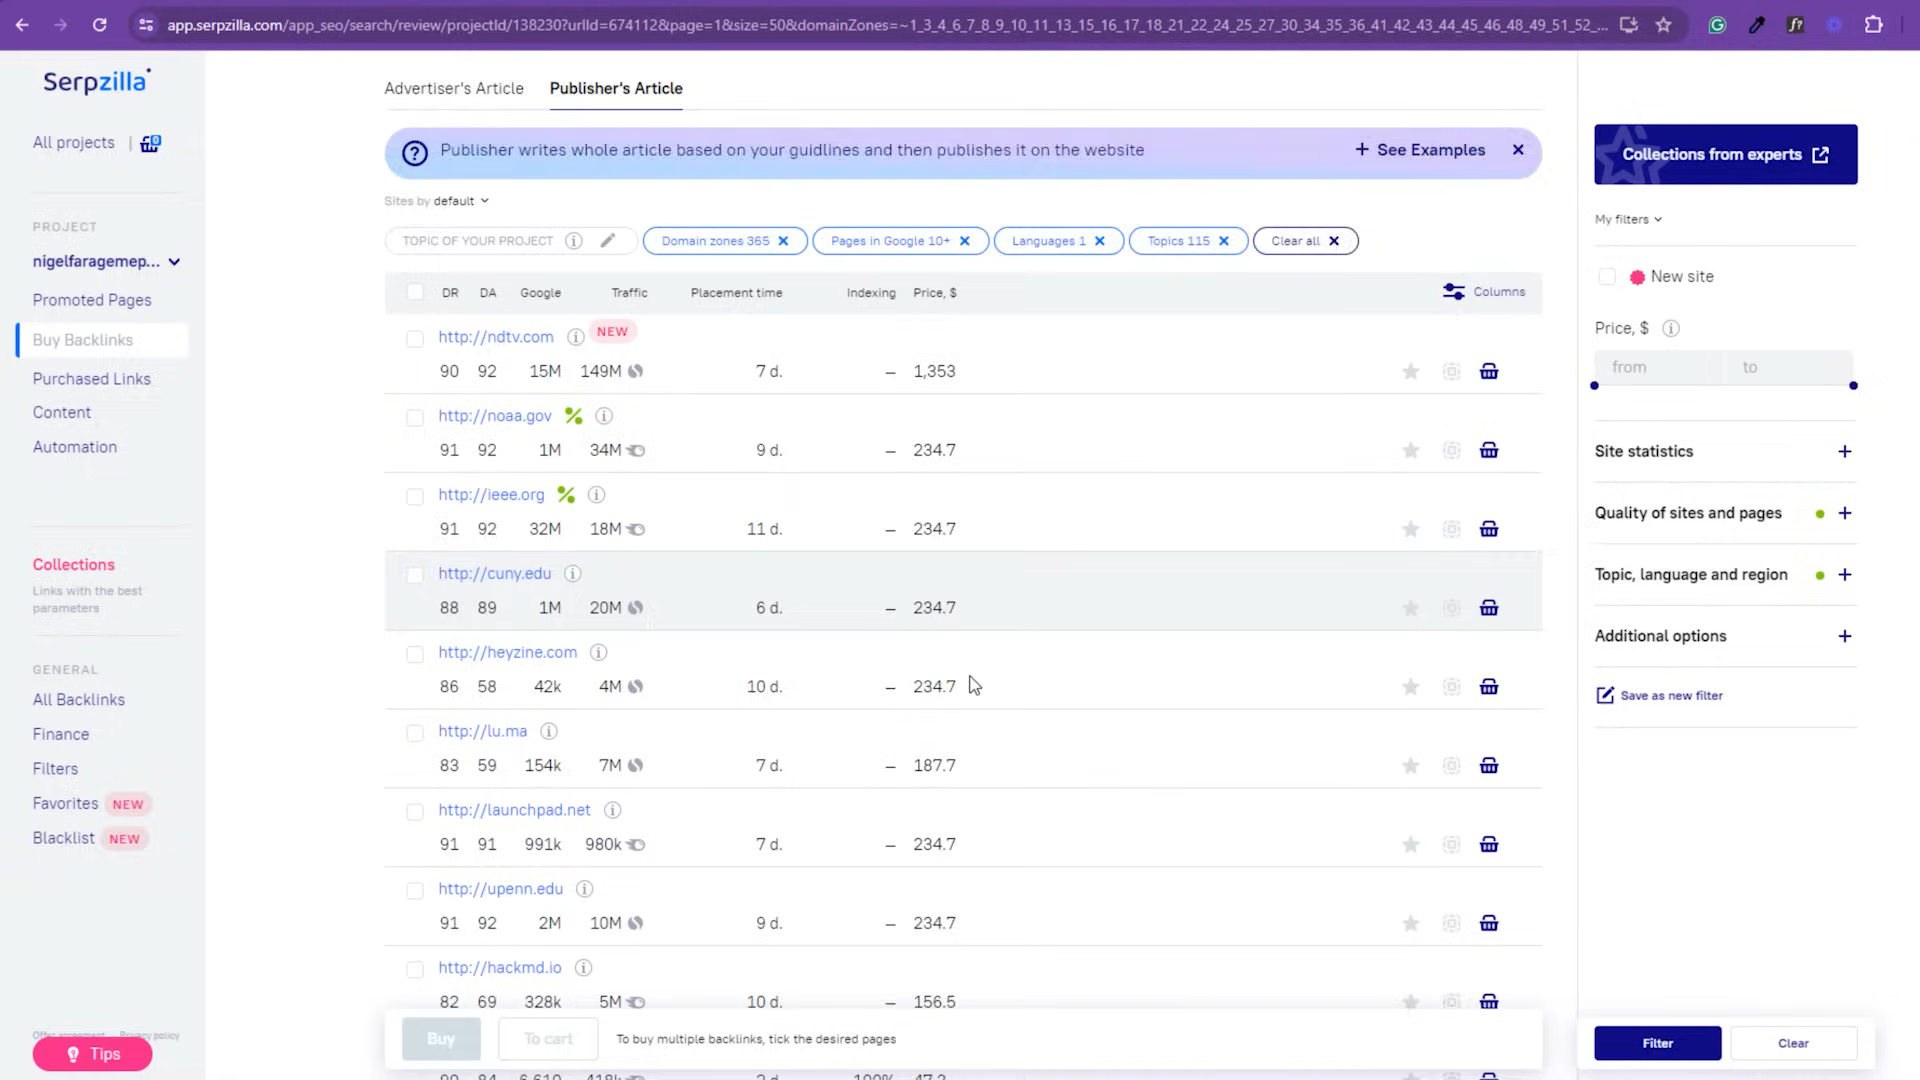 app.serpzilla.com/app_seo/search/review/projectId/138230?urlId=674112&page=1&size=50&domainZones=~1_3_4_6_7_8_9_10_11_13_15_16_17_18_21_22_24_25_27_30_34_35_36_41_42_43_44_45_46_48_49_51_52_...
Serpzilla
All projects
PROJECT
nigelfaragemep...
Promoted Pages
Buy Backlinks
Purchased Links
Content
Automation
Collections
Links with the best
parameters
GENERAL
All Backlinks
Finance
Filters
Favorites NEW
Blacklist NEW
Offer agreement Privacy policy
Tips
Advertiser's Article Publisher's Article
Publisher writes whole article based on your guidlines and then publishes it on the website
+ See Examples
Sites by default
TOPIC OF YOUR PROJECT
Domain zones 365
Pages in Google 10+
Languages 1
Topics 115
Clear all
DR DA Google Traffic Placement time Indexing Price, $ Columns
http://ndtv.com NEW
90 92 15M 149M 7 d. – 1,353
http://noaa.gov
91 92 1M 34M 9 d. – 234.7
http://ieee.org
91 92 32M 18M 11 d. – 234.7
http://cuny.edu
88 89 1M 20M 6 d. – 234.7
http://heyzine.com
86 58 42k 4M 10 d. – 234.7
http://lu.ma
83 59 154k 7M 7 d. – 187.7
http://launchpad.net
91 91 991k 980k 7 d. – 234.7
http://upenn.edu
91 92 2M 10M 9 d. – 234.7
http://hackmd.io
82 69 328k 5M 10 d. – 156.5
Buy To cart To buy multiple backlinks, tick the desired pages
Collections from experts
My filters
New site
Price, $
from to
Site statistics
Quality of sites and pages
Topic, language and region
Additional options
Save as new filter
Filter Clear